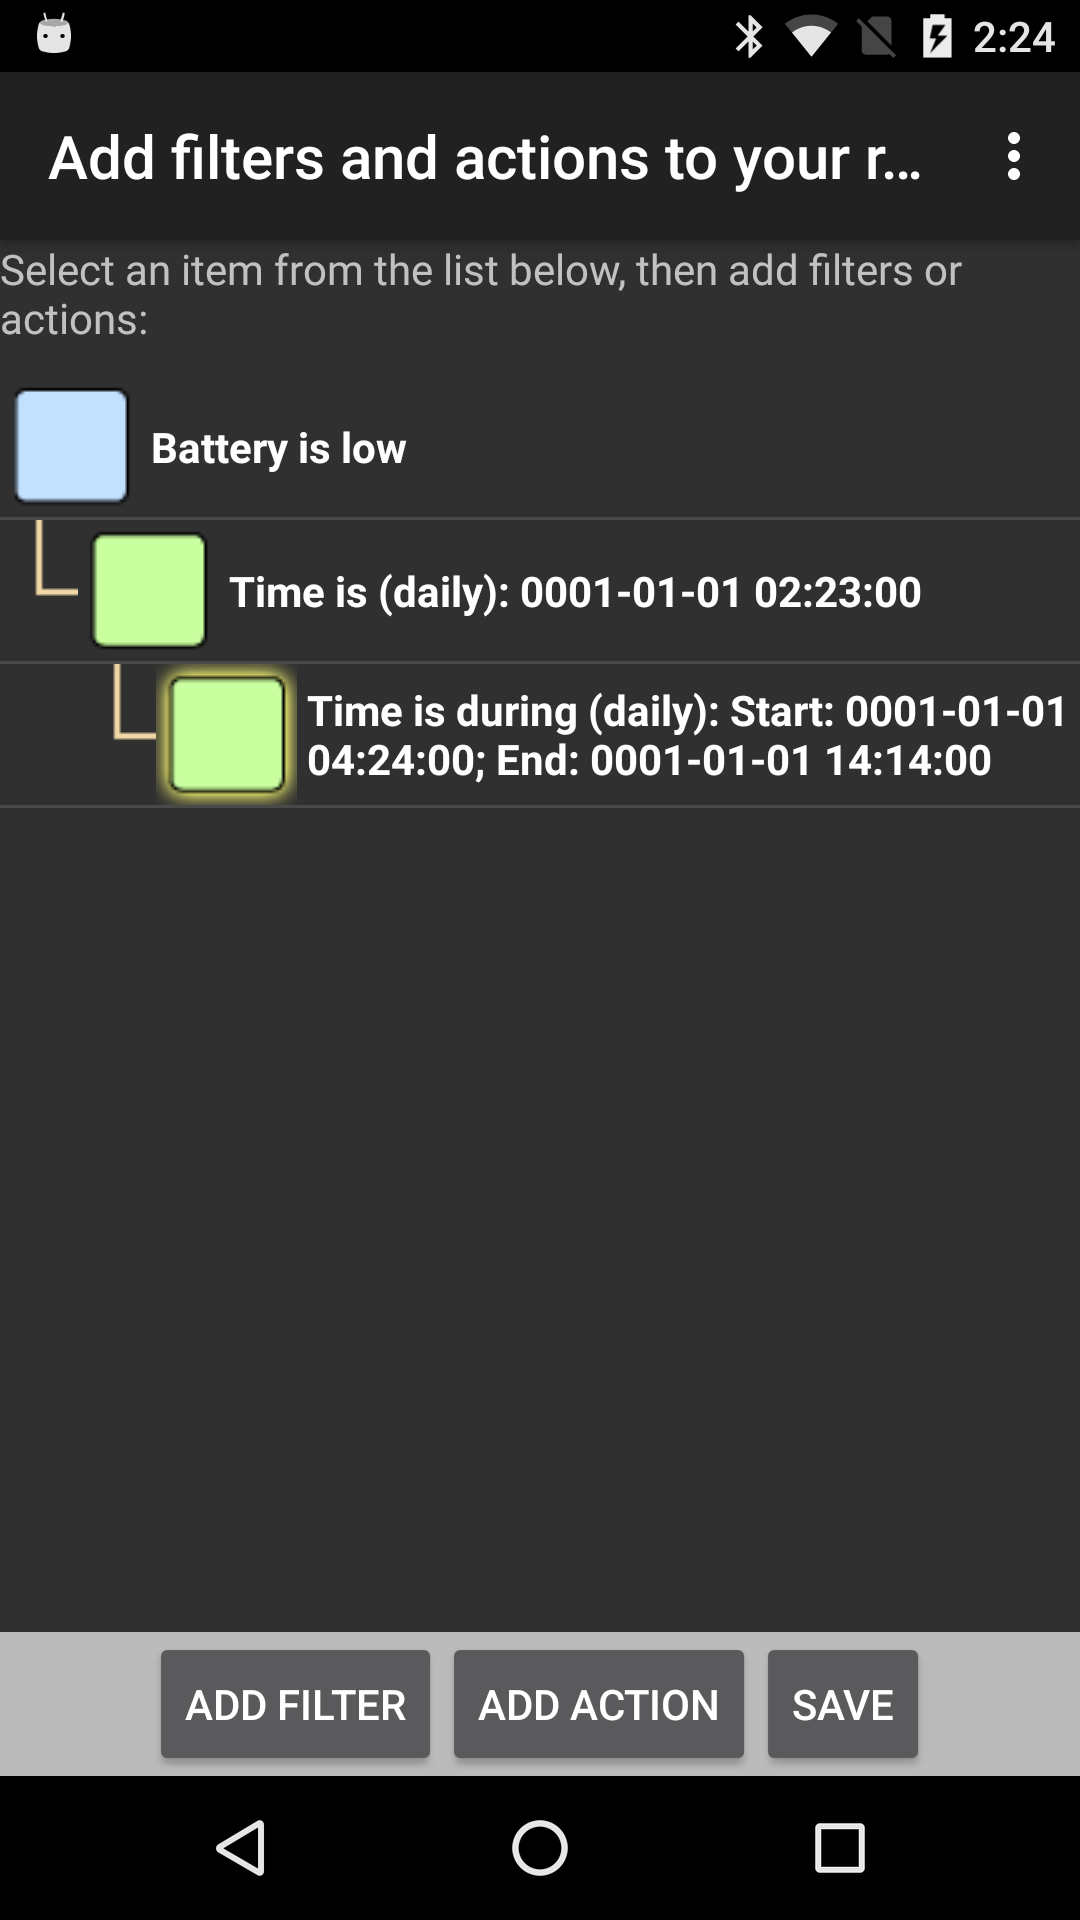 2:24
Add filters and actions to your r...
Select an item from the list below, then add filters or
actions:
Battery is low
Time is (daily): 0001-01-01 02:23:00
Time is during (daily): Start: 0001-01-01
04:24:00; End: 0001-01-01 14:14:00
ADD FILTER ADD ACTION SAVE